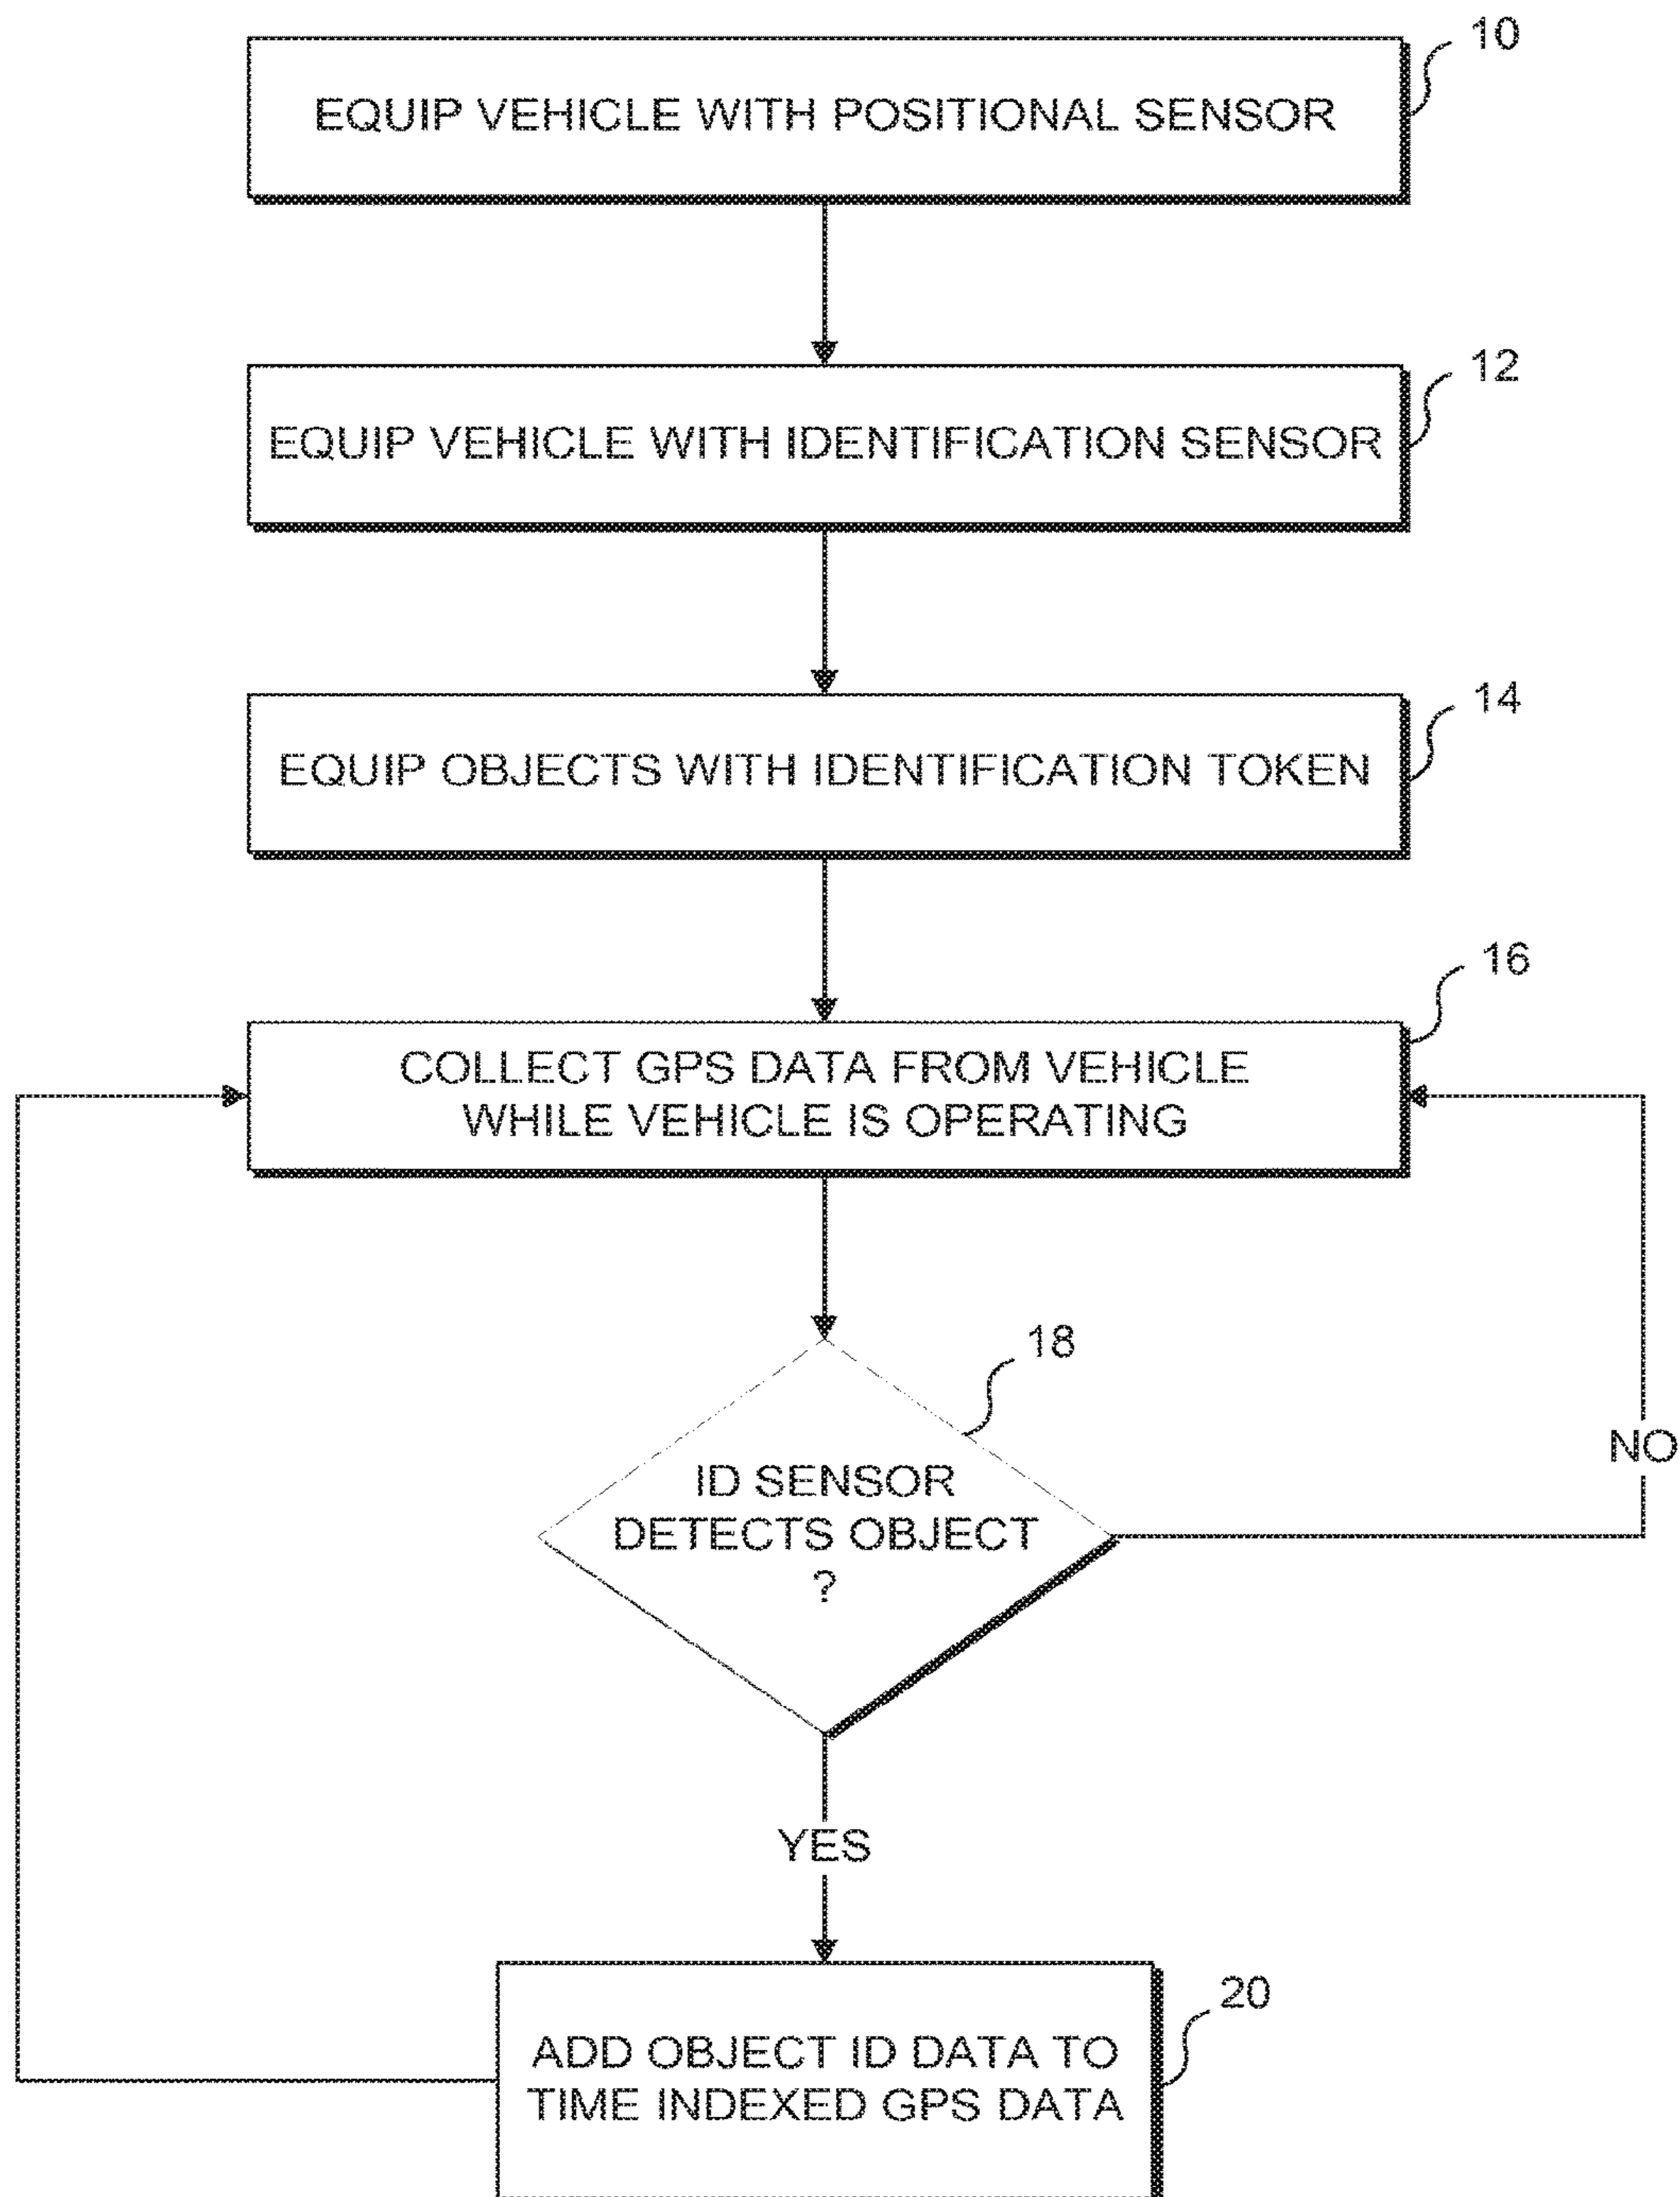 10
EQUIP VEHICLE WITH POSITIONAL SENSOR
12
EQUIP VEHICLE WITH IDENTIFICATION SENSOR
14
EQUIP OBJECTS WITH IDENTIFICATION TOKEN
16
COLLECT GPS DATA FROM VEHICLE
WHILE VEHICLE IS OPERATING
18
ID SENSOR
DETECTS OBJECT
?
NO
YES
20
ADD OBJECT ID DATA TO
TIME INDEXED GPS DATA